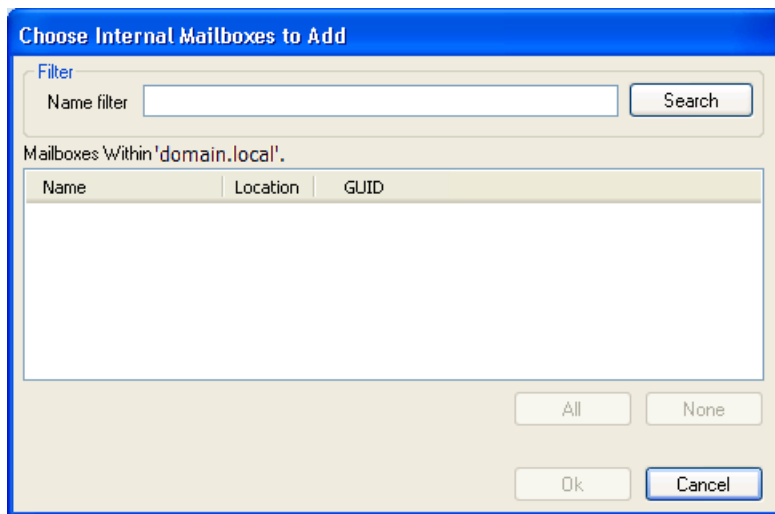 Choose Internal Mailboxes to Add
Filter
Name filter Search
Mailboxes Within 'domain.local'.
Name Location GUID
All None
Ok Cancel